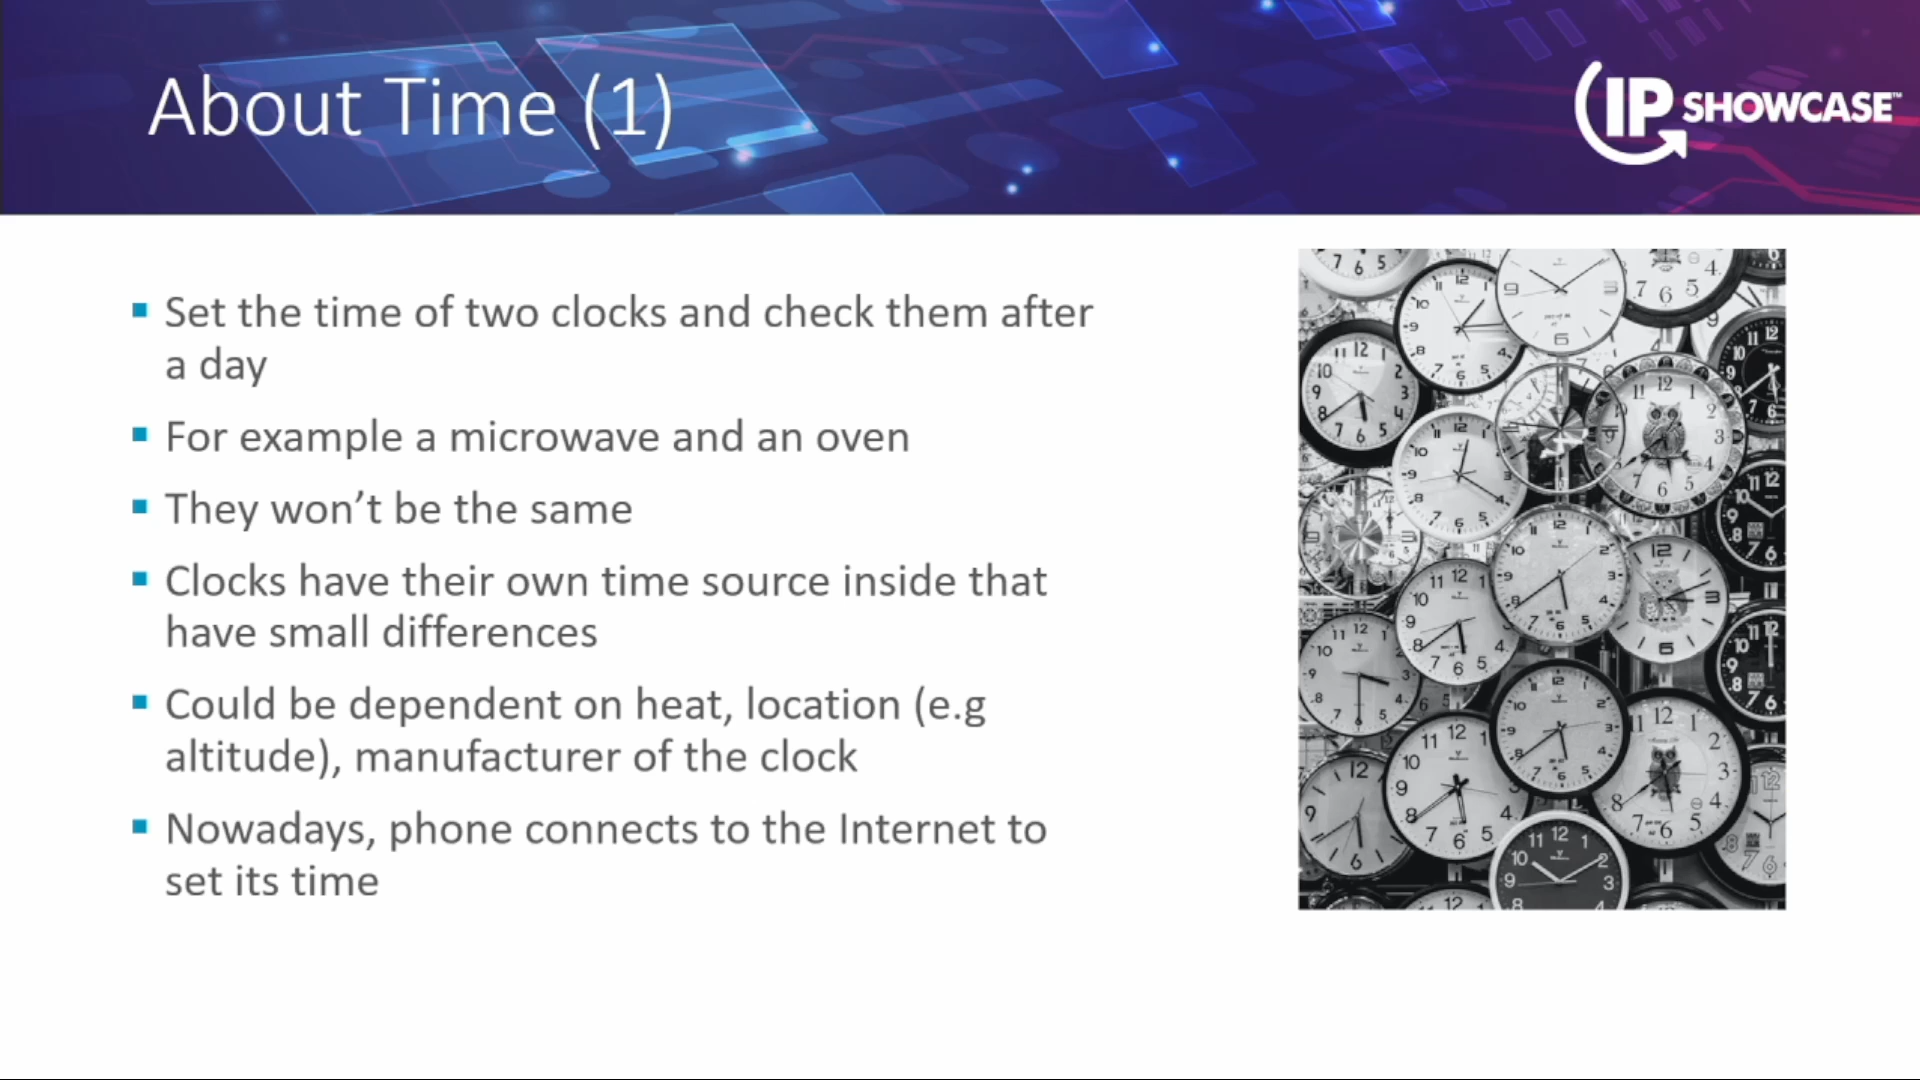 About Time (1)
IP SHOWCASE™
▪ Set the time of two clocks and check them after
a day
▪ For example a microwave and an oven
▪ They won’t be the same
▪ Clocks have their own time source inside that
have small differences
▪ Could be dependent on heat, location (e.g
altitude), manufacturer of the clock
▪ Nowadays, phone connects to the Internet to
set its time